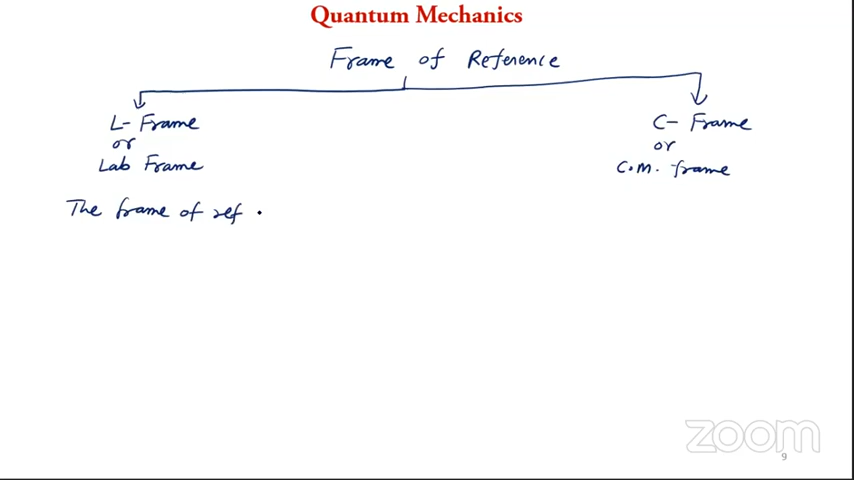 Quantum Mechanics
Frame of Reference
L- Frame
or
Lab Frame
C- Frame
or
C.M. frame
The frame of ref .
zoom
9